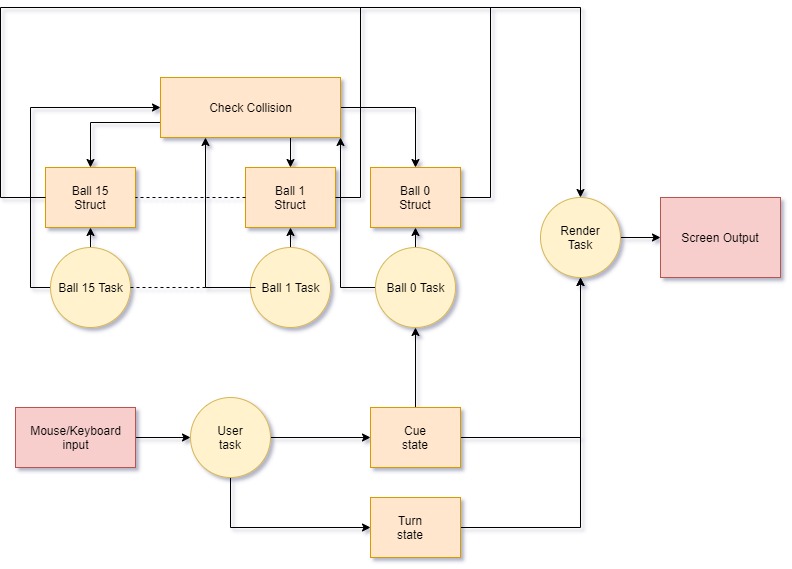 Check Collision
Ball 15
Struct
Ball 1
Struct
Ball 0
Struct
Render
Task
Screen Output
Ball 15 Task
Ball 1 Task
Ball 0 Task
Mouse/Keyboard
input
User
task
Cue
state
Turn
state